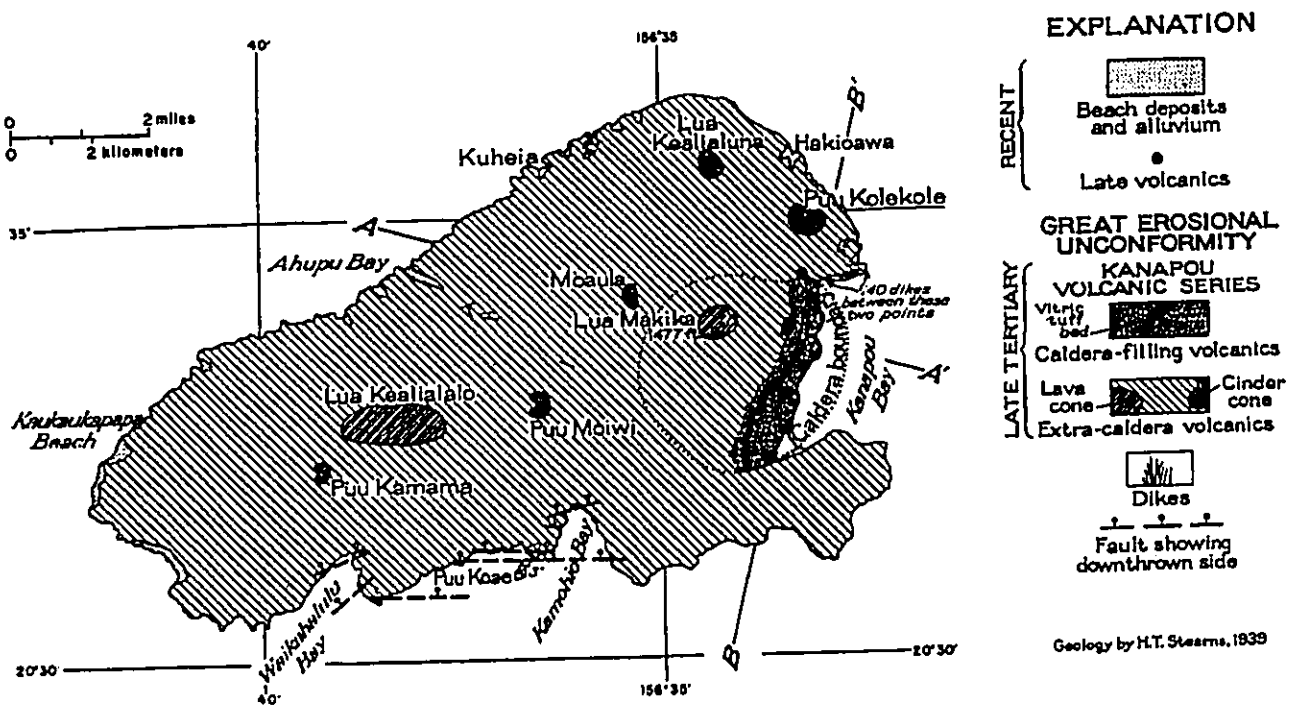 40'
156°35'
0 2 miles
0 2 kilometers
35'
Kuheia
Lua
Kealialuna
Hakioawa
B'
Puu Kolekole
A
Ahupu Bay
Moaula
Lua Makika
1477 ft
40 dikes
between these
two points
Caldera boundary
Kanapou
Bay
A'
Lua Kealialalo
Puu Moiwi
Kaukaukapapa
Beach
Puu Kamama
Puu Koae
Kamohio Bay
Waikahalulu
Bay
B
20°30'
40'
156°35'
20°30'
EXPLANATION
RECENT
Beach deposits
and alluvium
Late volcanics
GREAT EROSIONAL
UNCONFORMITY
LATE TERTIARY
KANAPOU
VOLCANIC SERIES
Vitric
tuff
bed
Caldera-filling volcanics
Lava
cone
Cinder
cone
Extra-caldera volcanics
Dikes
Fault showing
downthrown side
Geology by H.T. Stearns, 1939